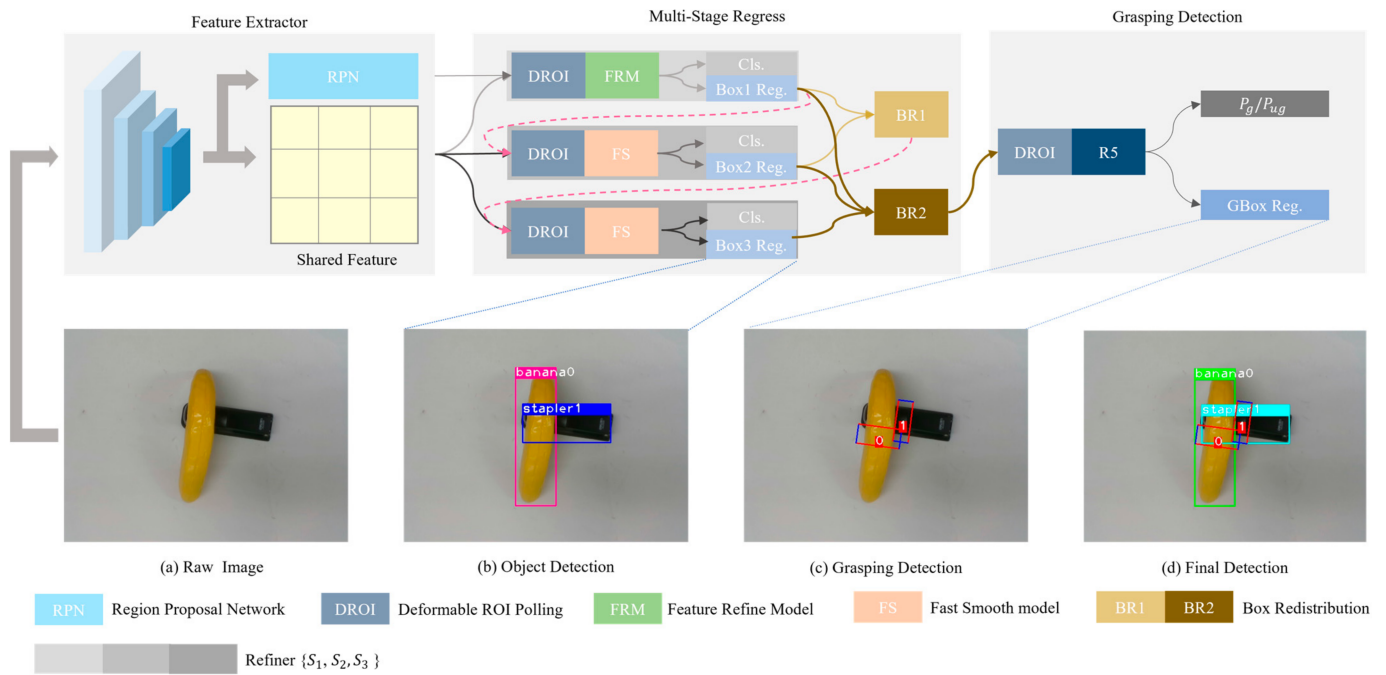 Feature Extractor
Multi-Stage Regress
Grasping Detection
RPN
Shared Feature
DROI
FRM
Cls.
Box1 Reg.
DROI
FS
Cls.
Box2 Reg.
DROI
FS
Cls.
Box3 Reg.
BR1
BR2
DROI
R5
P_g/P_ug
GBox Reg.
banana0
stapler1
0
1
banana0
stapler1
0
1
(a) Raw Image
(b) Object Detection
(c) Grasping Detection
(d) Final Detection
RPN Region Proposal Network
DROI Deformable ROI Polling
FRM Feature Refine Model
FS Fast Smooth model
BR1 BR2 Box Redistribution
Refiner {S₁, S₂, S₃ }